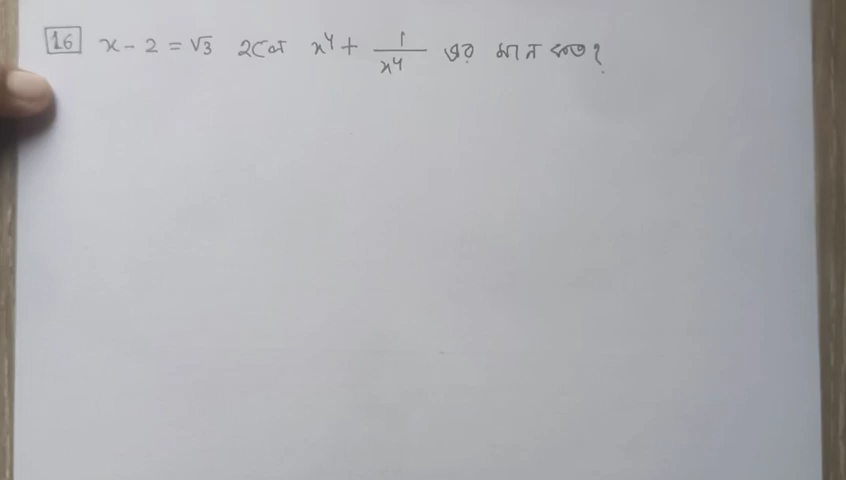 16 x - 2 = √3 হলে x⁴ + 1/x⁴ এর মান কত?